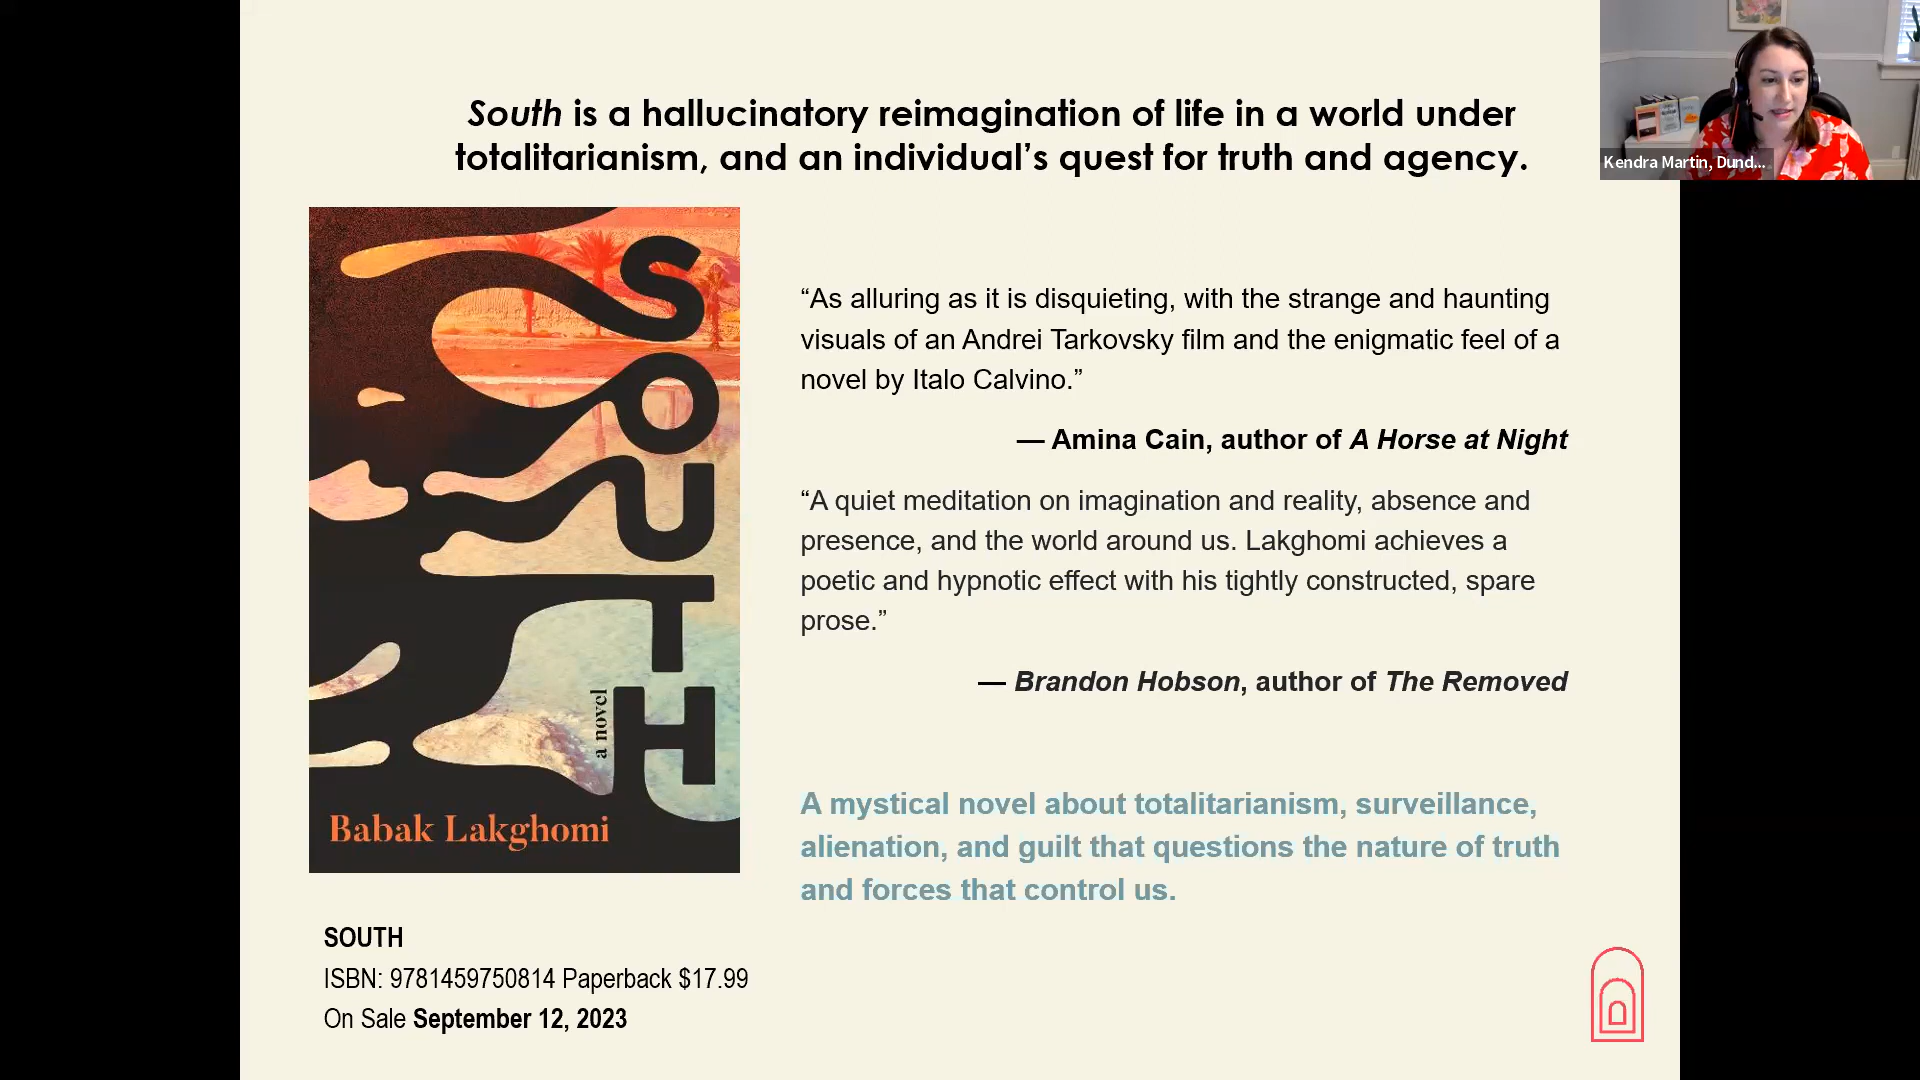 South is a hallucinatory reimagination of life in a world under
totalitarianism, and an individual's quest for truth and agency.
Kendra Martin, Dund...
SOUTH
a novel
Babak Lakghomi
“As alluring as it is disquieting, with the strange and haunting
visuals of an Andrei Tarkovsky film and the enigmatic feel of a
novel by Italo Calvino.”
— Amina Cain, author of A Horse at Night
“A quiet meditation on imagination and reality, absence and
presence, and the world around us. Lakghomi achieves a
poetic and hypnotic effect with his tightly constructed, spare
prose.”
— Brandon Hobson, author of The Removed
A mystical novel about totalitarianism, surveillance,
alienation, and guilt that questions the nature of truth
and forces that control us.
SOUTH
ISBN: 9781459750814 Paperback $17.99
On Sale September 12, 2023